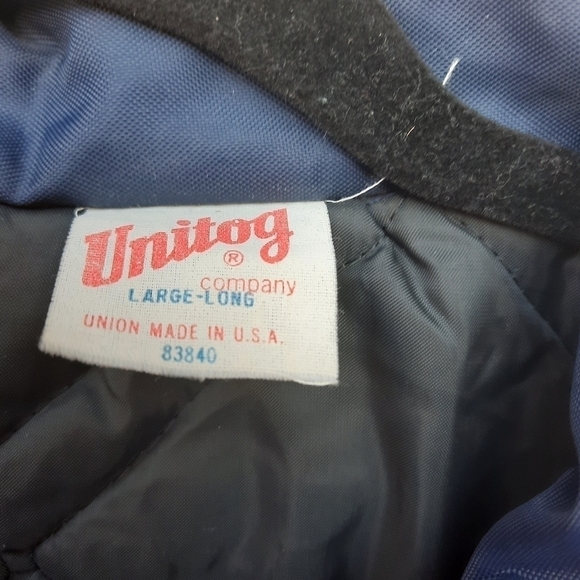 Unitog
®
company
LARGE-LONG
UNION MADE IN U.S.A.
83840